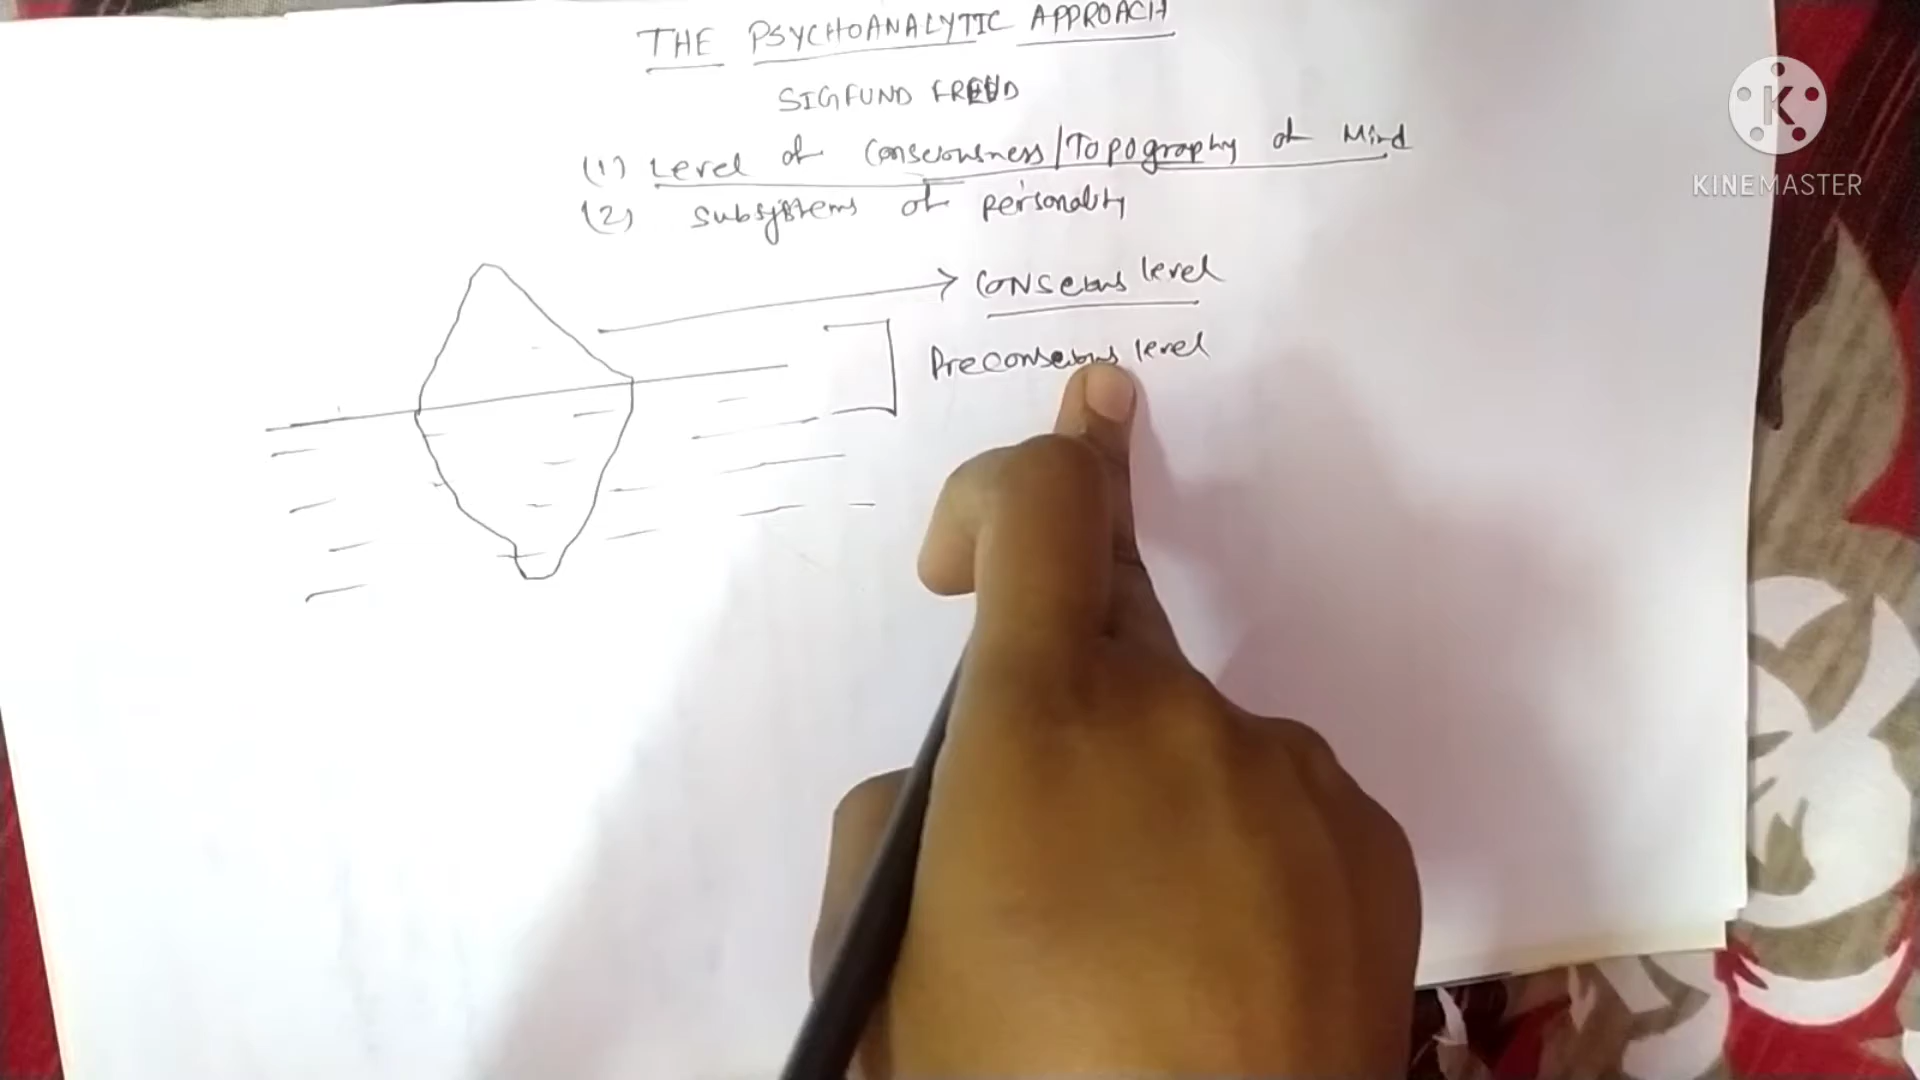 THE PSYCHOANALYTIC APPROACH
SIGFUND FREUD
(1) Level of Consciousness/Topography of Mind
(2) subsystems of personality
Conscious level
Preconscious level
K
KINEMASTER